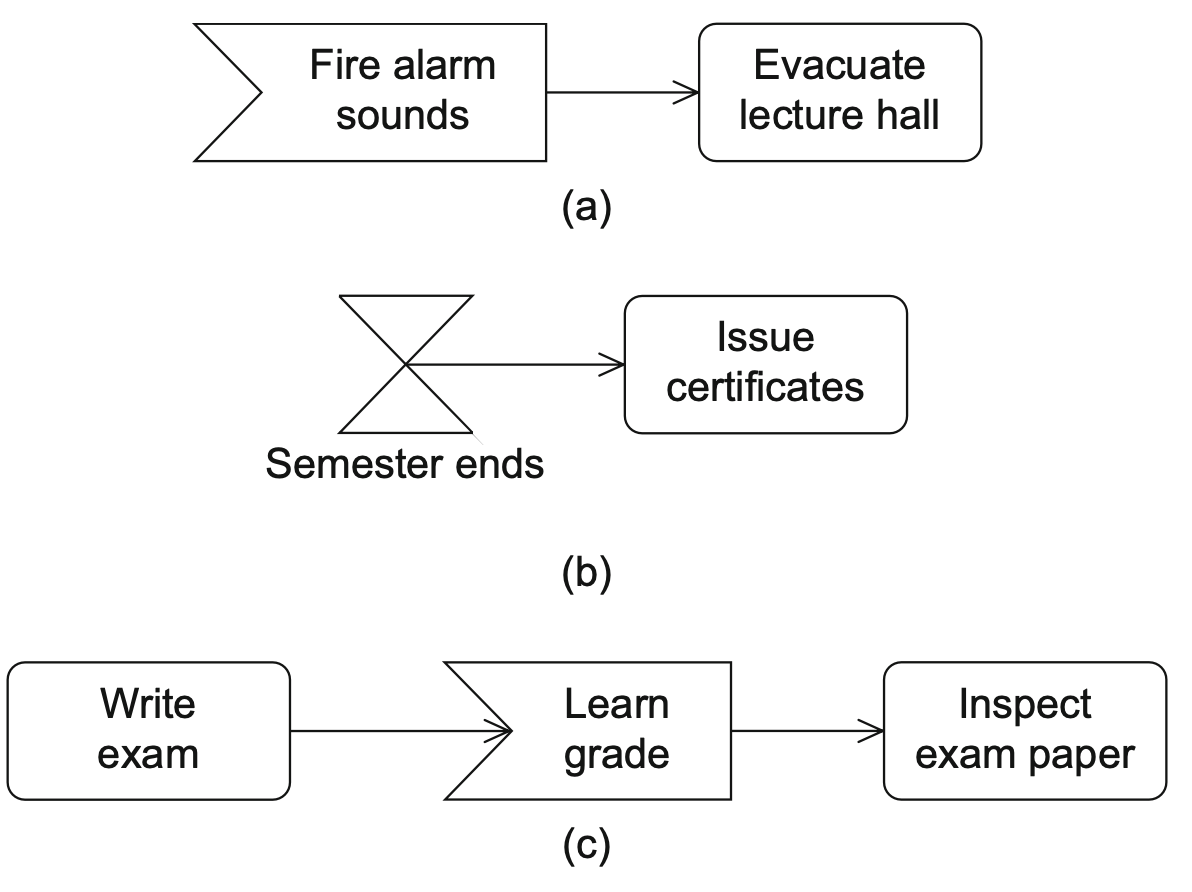 Fire alarm
sounds
Evacuate
lecture hall
(a)
Issue
certificates
Semester ends
(b)
Write
exam
Learn
grade
Inspect
exam paper
(c)